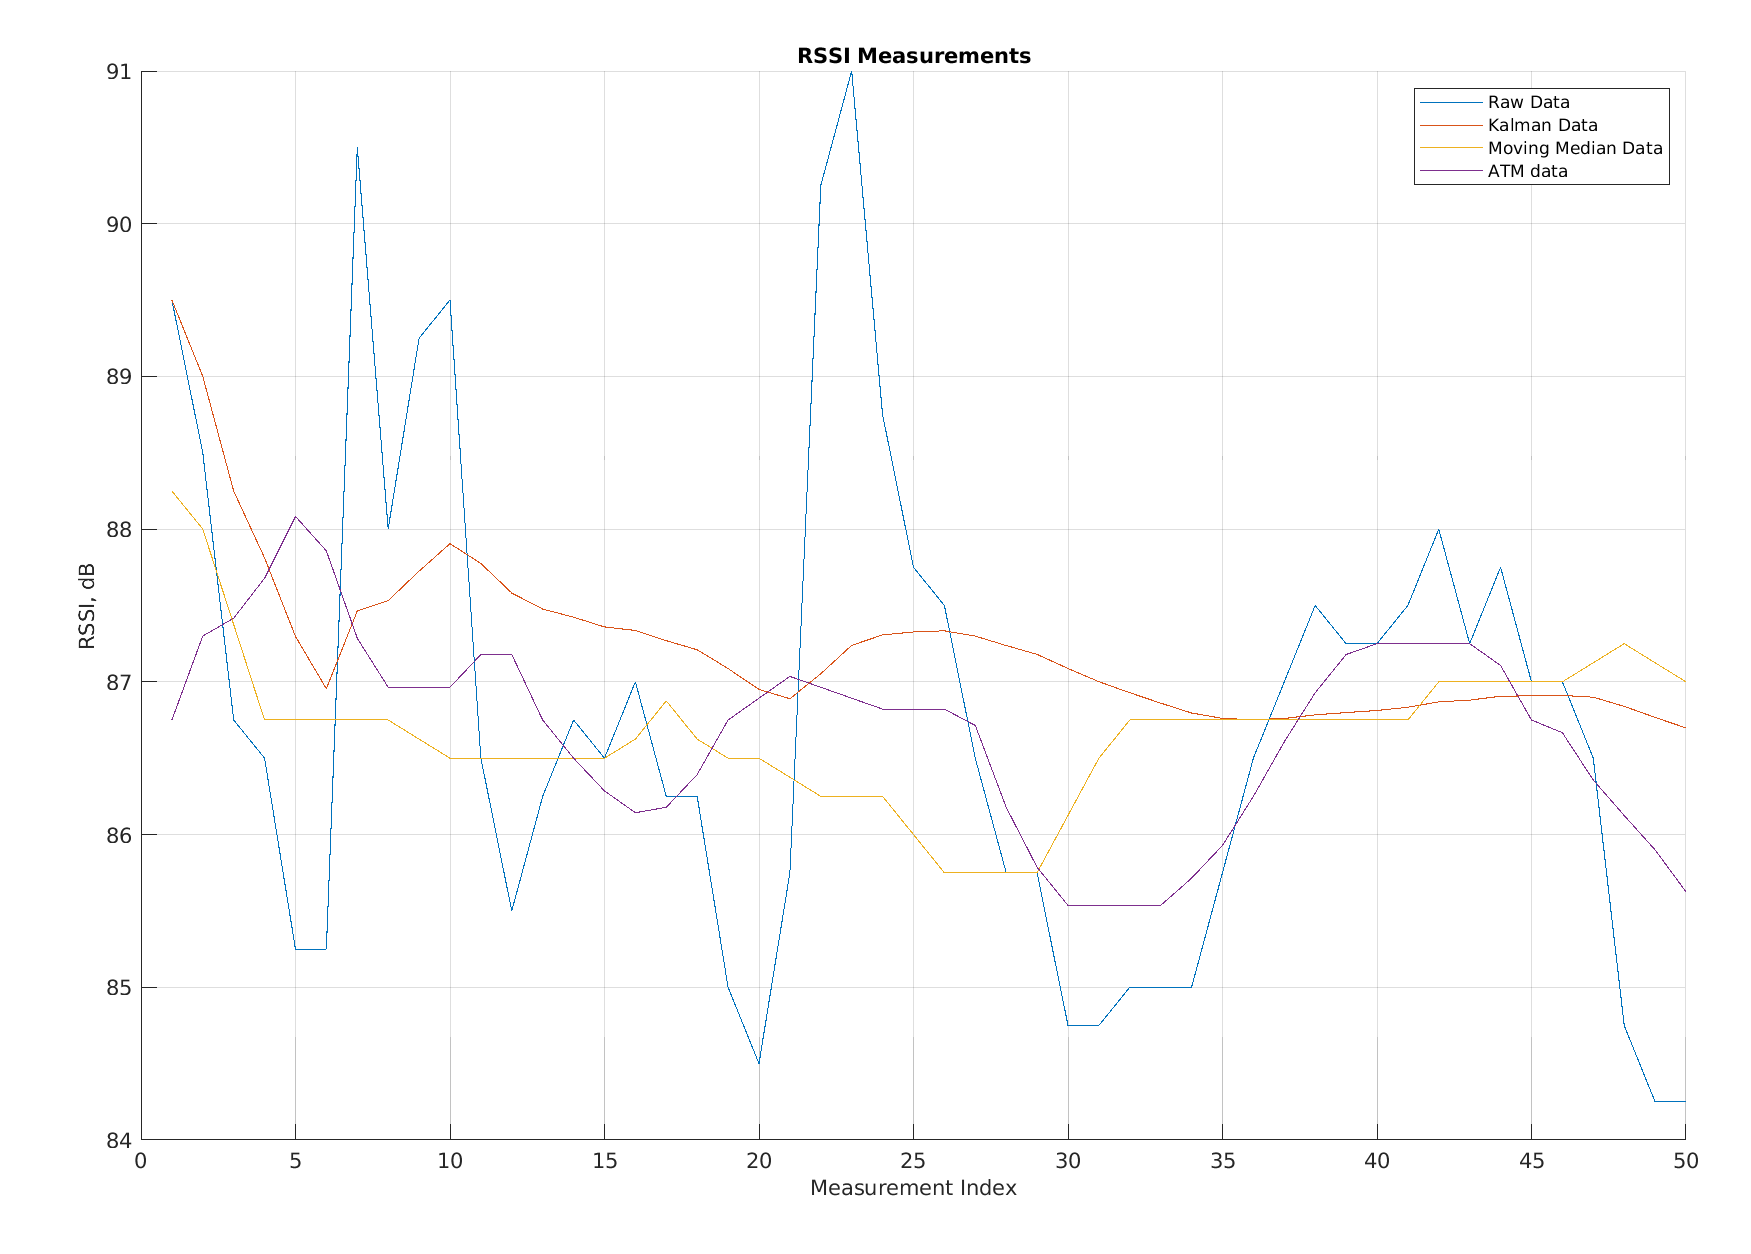 RSSI Measurements
91
90
89
88
87
86
85
84
RSSI, dB
Raw Data
Kalman Data
Moving Median Data
ATM data
0 5 10 15 20 25 30 35 40 45 50
Measurement Index